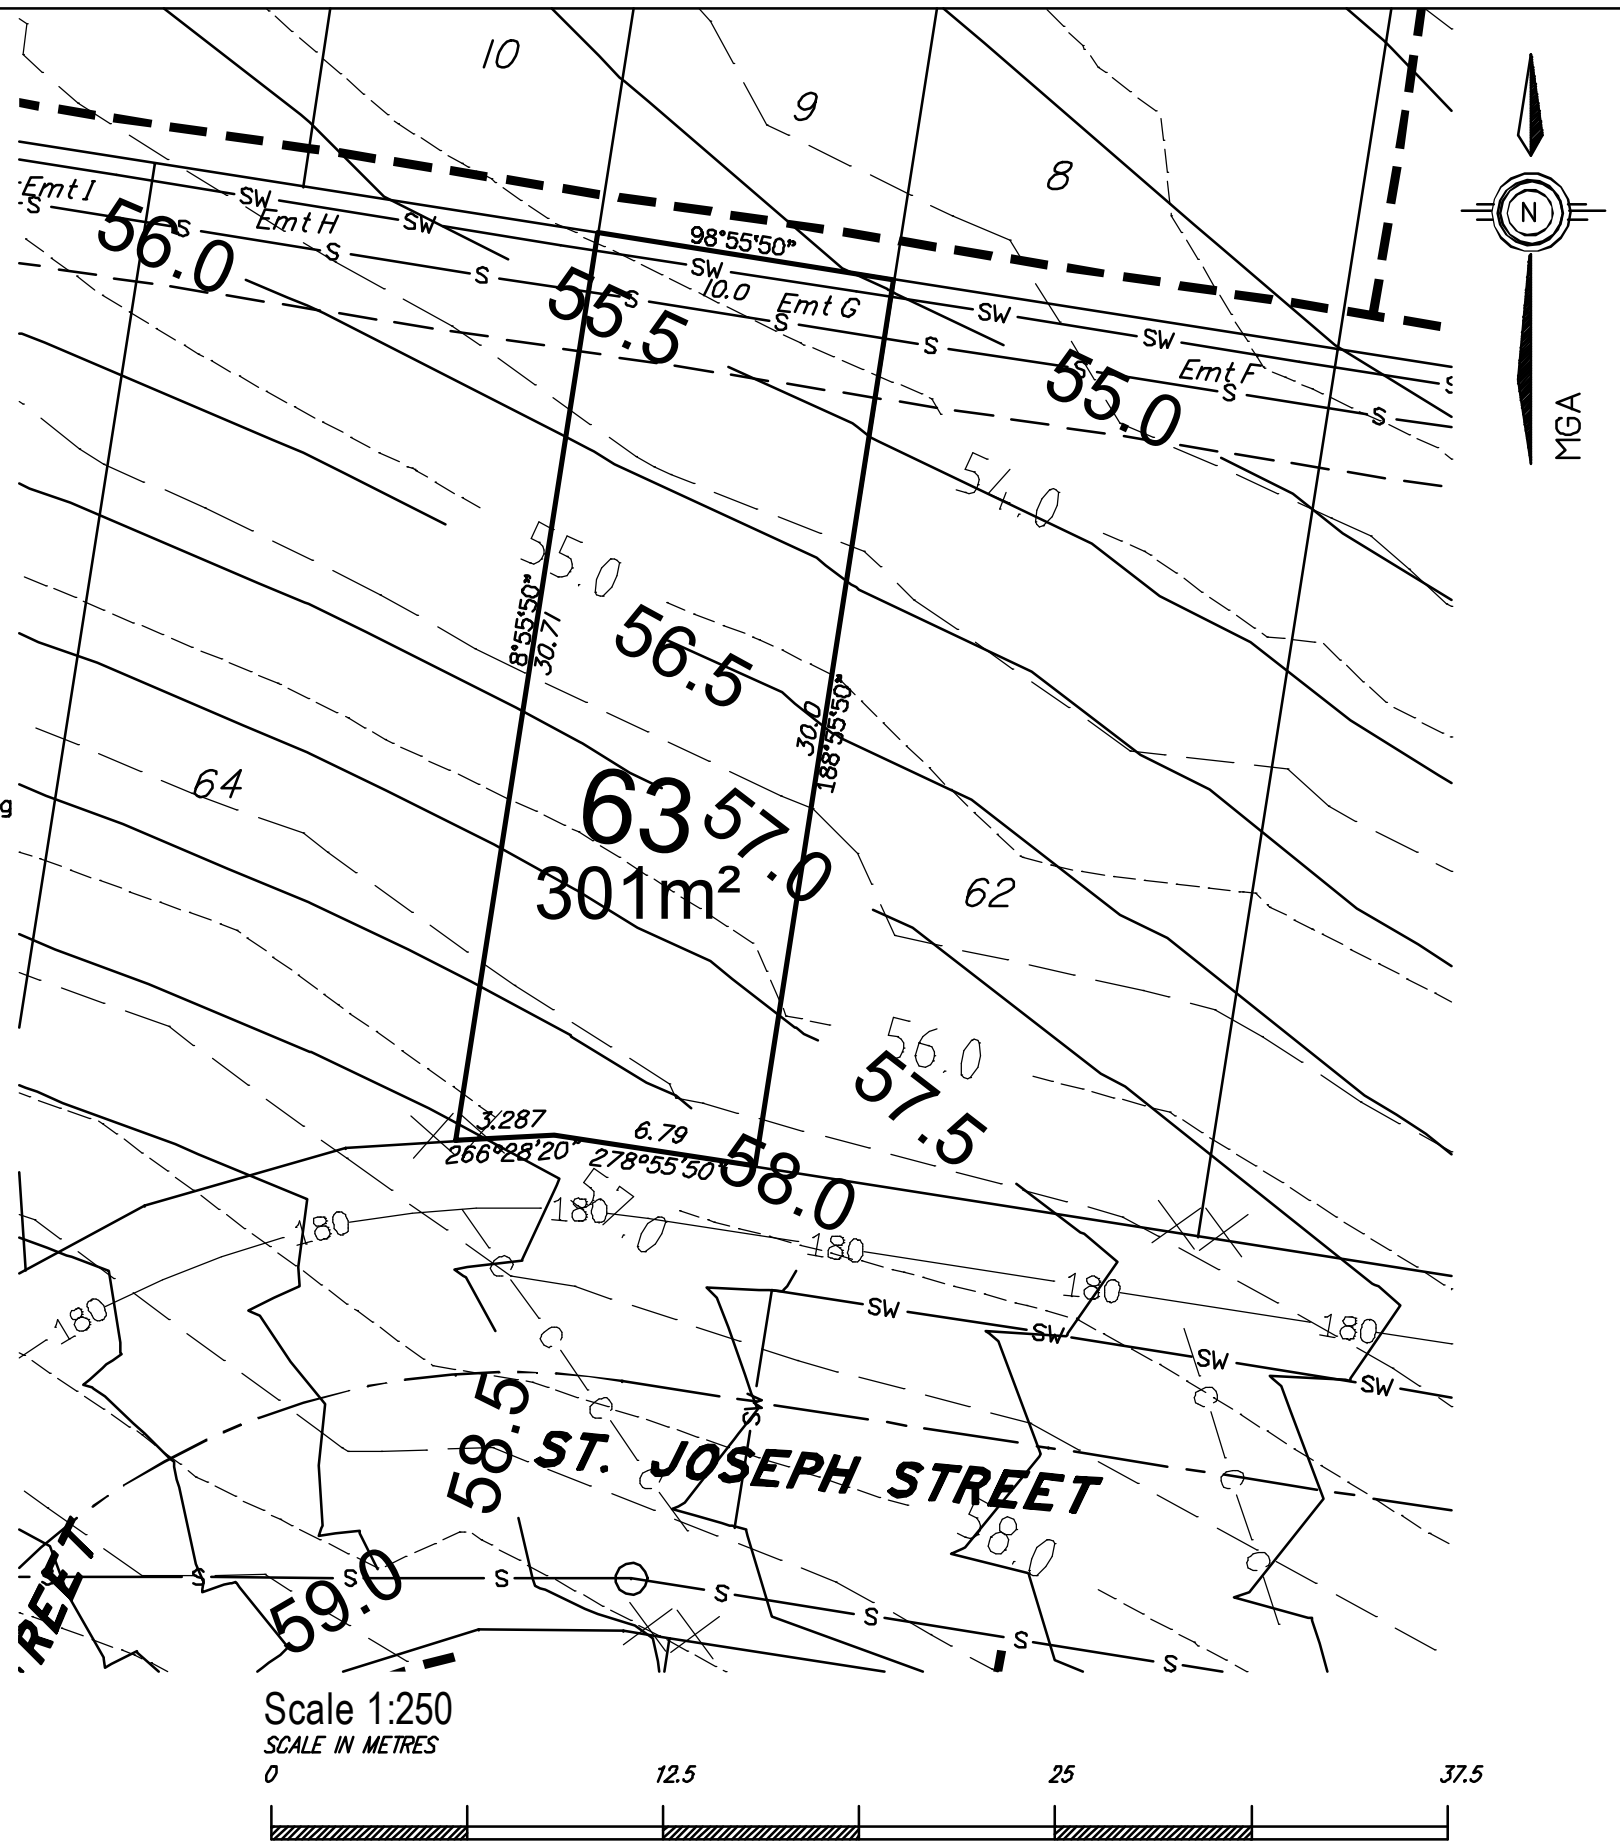 10
9
8
Emt I
S
SW
Emt H
SW
56.0
S
S
S
98°55'50"
SW
10.0
Emt G
55.5
S
S
SW
S
SW
Emt F
55.0
S
S
S
N
MGA
54.0
55.0
8°55'50"
30.71
56.5
30.0
188°55'50"
64
g
63
57.0
301m²
62
56.0
57.5
3.287
6.79
266°28'20"
278°55'50"
58.0
57.0
180
180
180
180
180
180
C
C
C
C
C
C
C
SW
SW
SW
SW
SW
58.5
ST. JOSEPH STREET
58.0
REET
59.0
S
S
S
S
S
S
S
S
Scale 1:250
SCALE IN METRES
0
12.5
25
37.5